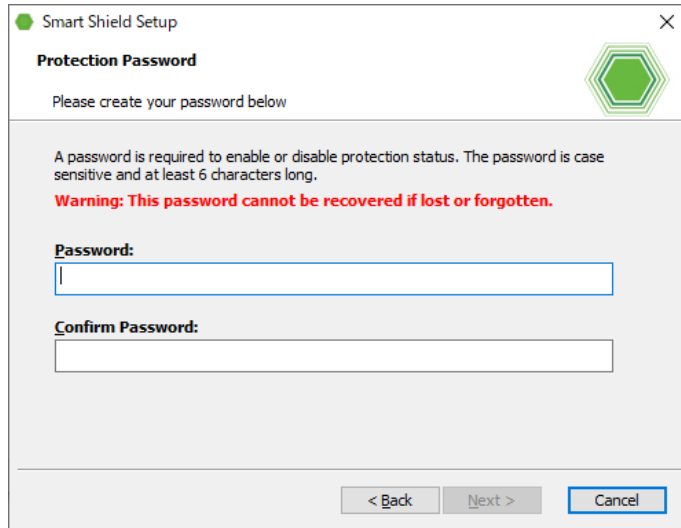 Smart Shield Setup
Protection Password
Please create your password below
A password is required to enable or disable protection status. The password is case
sensitive and at least 6 characters long.
Warning: This password cannot be recovered if lost or forgotten.
Password:
Confirm Password:
< Back Next > Cancel